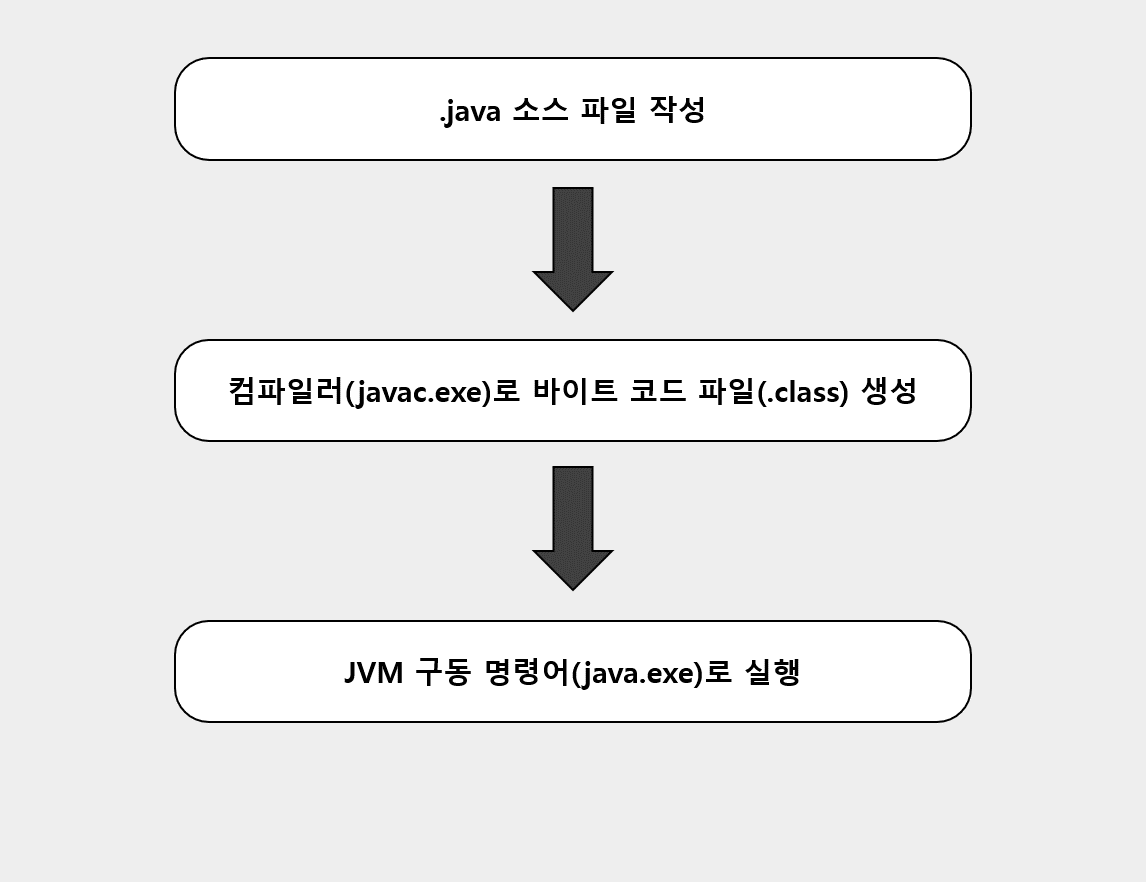 .java 소스 파일 작성
컴파일러(javac.exe)로 바이트 코드 파일(.class) 생성
JVM 구동 명령어(java.exe)로 실행